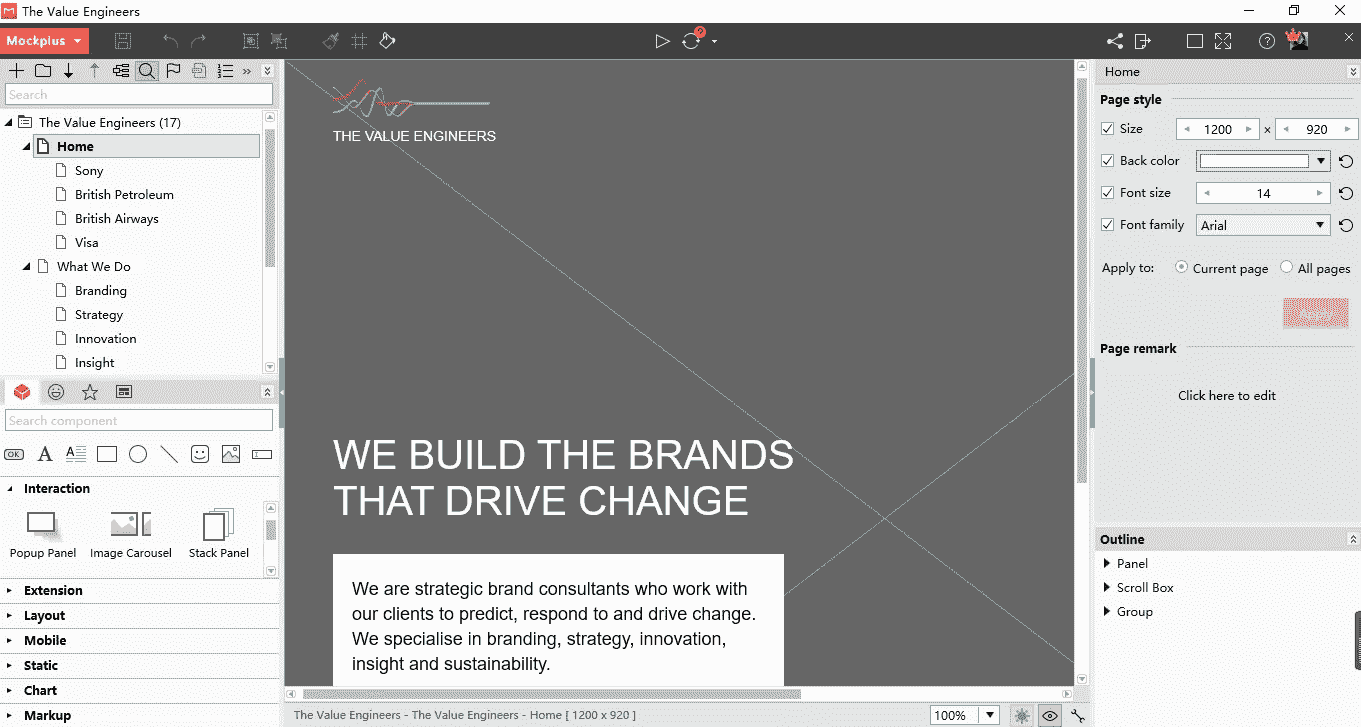 The Value Engineers
Mockplus
?
Search
The Value Engineers (17)
Home
Sony
British Petroleum
British Airways
Visa
What We Do
Branding
Strategy
Innovation
Insight
Search component
OK A A
Interaction
Popup Panel Image Carousel Stack Panel
Extension
Layout
Mobile
Static
Chart
Markup
THE VALUE ENGINEERS
WE BUILD THE BRANDS
THAT DRIVE CHANGE
We are strategic brand consultants who work with
our clients to predict, respond to and drive change.
We specialise in branding, strategy, innovation,
insight and sustainability.
The Value Engineers - The Value Engineers - Home [ 1200 x 920 ]
100%
Home
Page style
Size 1200 × 920
Back color
Font size 14
Font family Arial
Apply to: Current page All pages
Page remark
Click here to edit
Outline
Panel
Scroll Box
Group